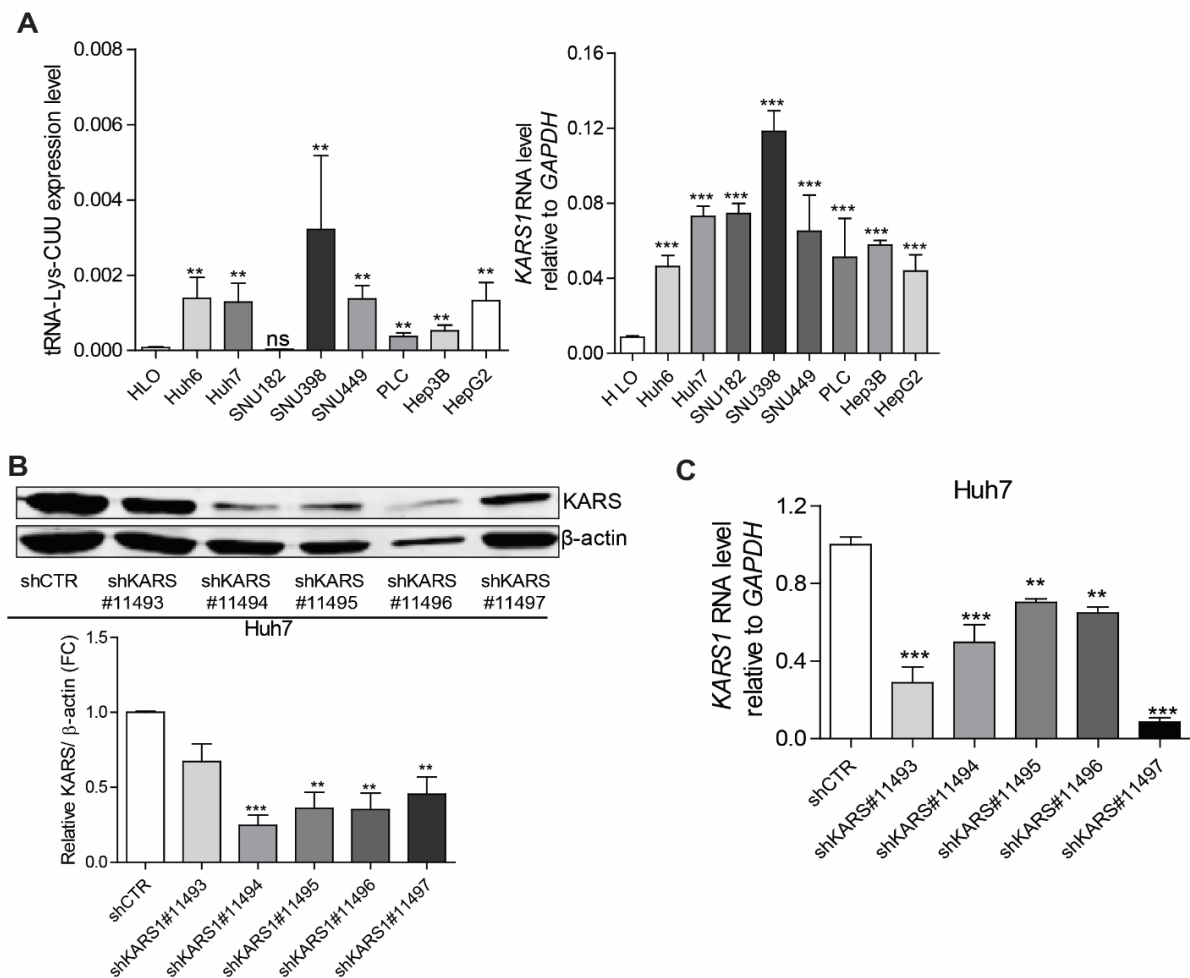 A
tRNA-Lys-CUU expression level
0.008
0.006
0.004
0.002
0.000
**
**
ns
**
**
**
**
**
HLO
Huh6
Huh7
SNU182
SNU398
SNU449
PLC
Hep3B
HepG2
KARS1 RNA level
relative to GAPDH
0.16
0.12
0.08
0.04
0.00
***
***
***
***
***
***
***
***
H LO
Huh6
Huh7
SNU182
SNU398
SNU449
PLC
Hep3B
HepG2
B
KARS
β-actin
shCTR
shKARS
#11493
shKARS
#11494
shKARS
#11495
shKARS
#11496
shKARS
#11497
Huh7
Relative KARS/ β-actin (FC)
1.5
1.0
0.5
0.0
***
**
**
**
shCTR
shKARS1#11493
shKARS1#11494
shKARS1#11495
shKARS1#11496
shKARS1#11497
C
Huh7
KARS1 RNA level
relative to GAPDH
1.2
0.8
0.4
0.0
***
***
**
**
***
shCTR
shKARS#11493
shKARS#11494
shKARS#11495
shKARS#11496
shKARS#11497